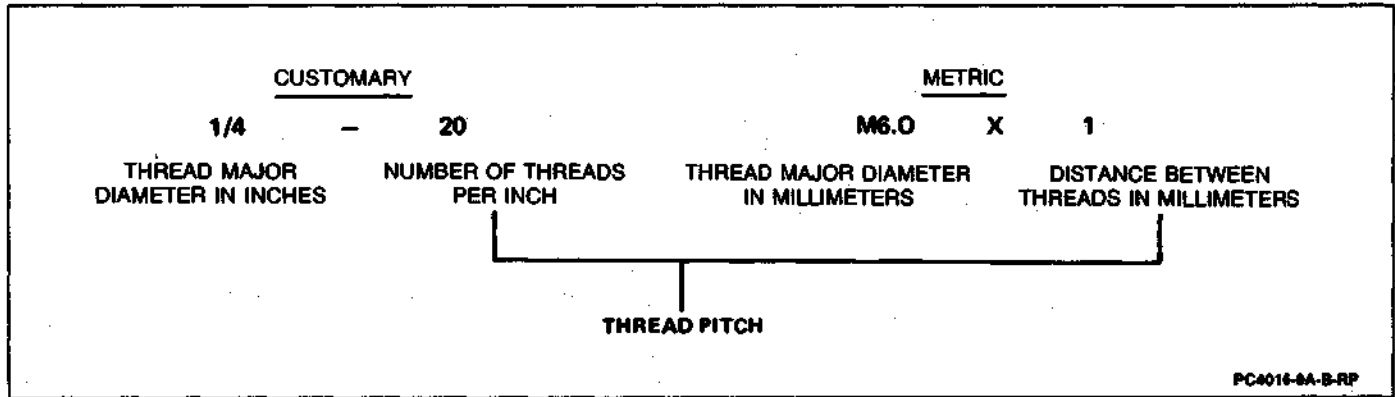 CUSTOMARY
1/4 – 20
THREAD MAJOR
DIAMETER IN INCHES
NUMBER OF THREADS
PER INCH
METRIC
M6.0 X 1
THREAD MAJOR DIAMETER
IN MILLIMETERS
DISTANCE BETWEEN
THREADS IN MILLIMETERS
THREAD PITCH